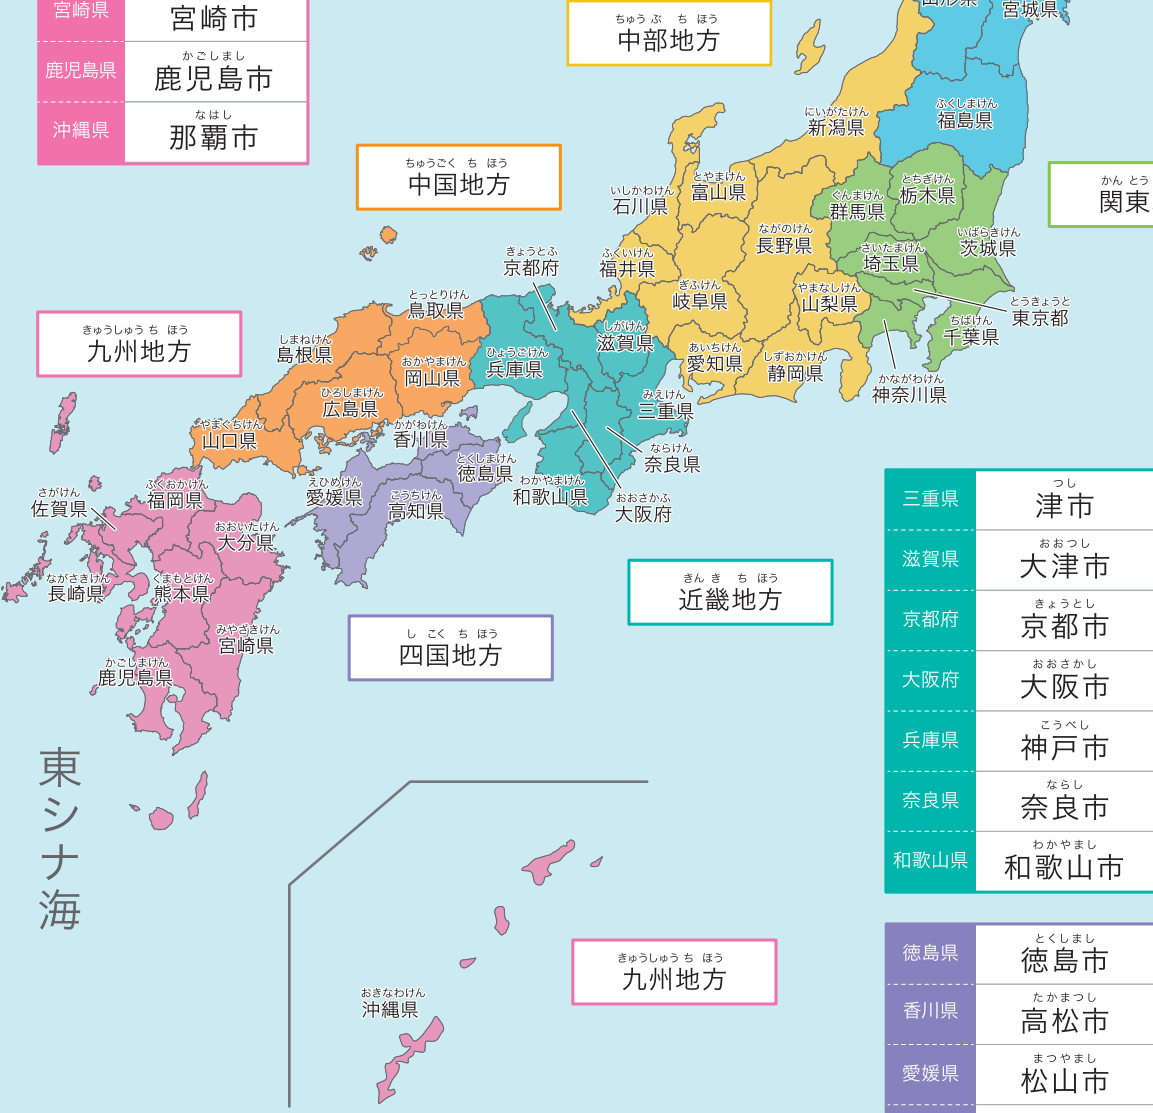 宮崎県
宮崎市
鹿児島県
かごしまし
鹿児島市
沖縄県
なはし
那覇市
ちゅうぶちほう
中部地方
宮城県
ふくしまけん
福島県
にいがたけん
新潟県
ちゅうごくちほう
中国地方
いしかわけん
石川県
とやまけん
富山県
ぐんまけん
群馬県
とちぎけん
栃木県
かんとう
関東
きょうとふ
京都府
ふくいけん
福井県
ながのけん
長野県
さいたまけん
埼玉県
いばらきけん
茨城県
ぎふけん
岐阜県
やまなしけん
山梨県
とうきょうと
東京都
ちばけん
千葉県
かながわけん
神奈川県
とっとりけん
鳥取県
しがけん
滋賀県
あいちけん
愛知県
しずおかけん
静岡県
きゅうしゅうちほう
九州地方
しまねけん
島根県
おかやまけん
岡山県
ひょうごけん
兵庫県
ひろしまけん
広島県
みえけん
三重県
やまぐちけん
山口県
かがわけん
香川県
ならけん
奈良県
とくしまけん
徳島県
わかやまけん
和歌山県
おおさかふ
大阪府
えひめけん
愛媛県
こうちけん
高知県
さがけん
佐賀県
ふくおかけん
福岡県
おおいたけん
大分県
ながさきけん
長崎県
くまもとけん
熊本県
みやざきけん
宮崎県
かごしまけん
鹿児島県
きんきちほう
近畿地方
しこくちほう
四国地方
三重県
つし
津市
滋賀県
おおつし
大津市
京都府
きょうとし
京都市
大阪府
おおさかし
大阪市
兵庫県
こうべし
神戸市
奈良県
ならし
奈良市
和歌山県
わかやまし
和歌山市
東シナ海
おきなわけん
沖縄県
きゅうしゅうちほう
九州地方
徳島県
とくしまし
徳島市
香川県
たかまつし
高松市
愛媛県
まつやまし
松山市